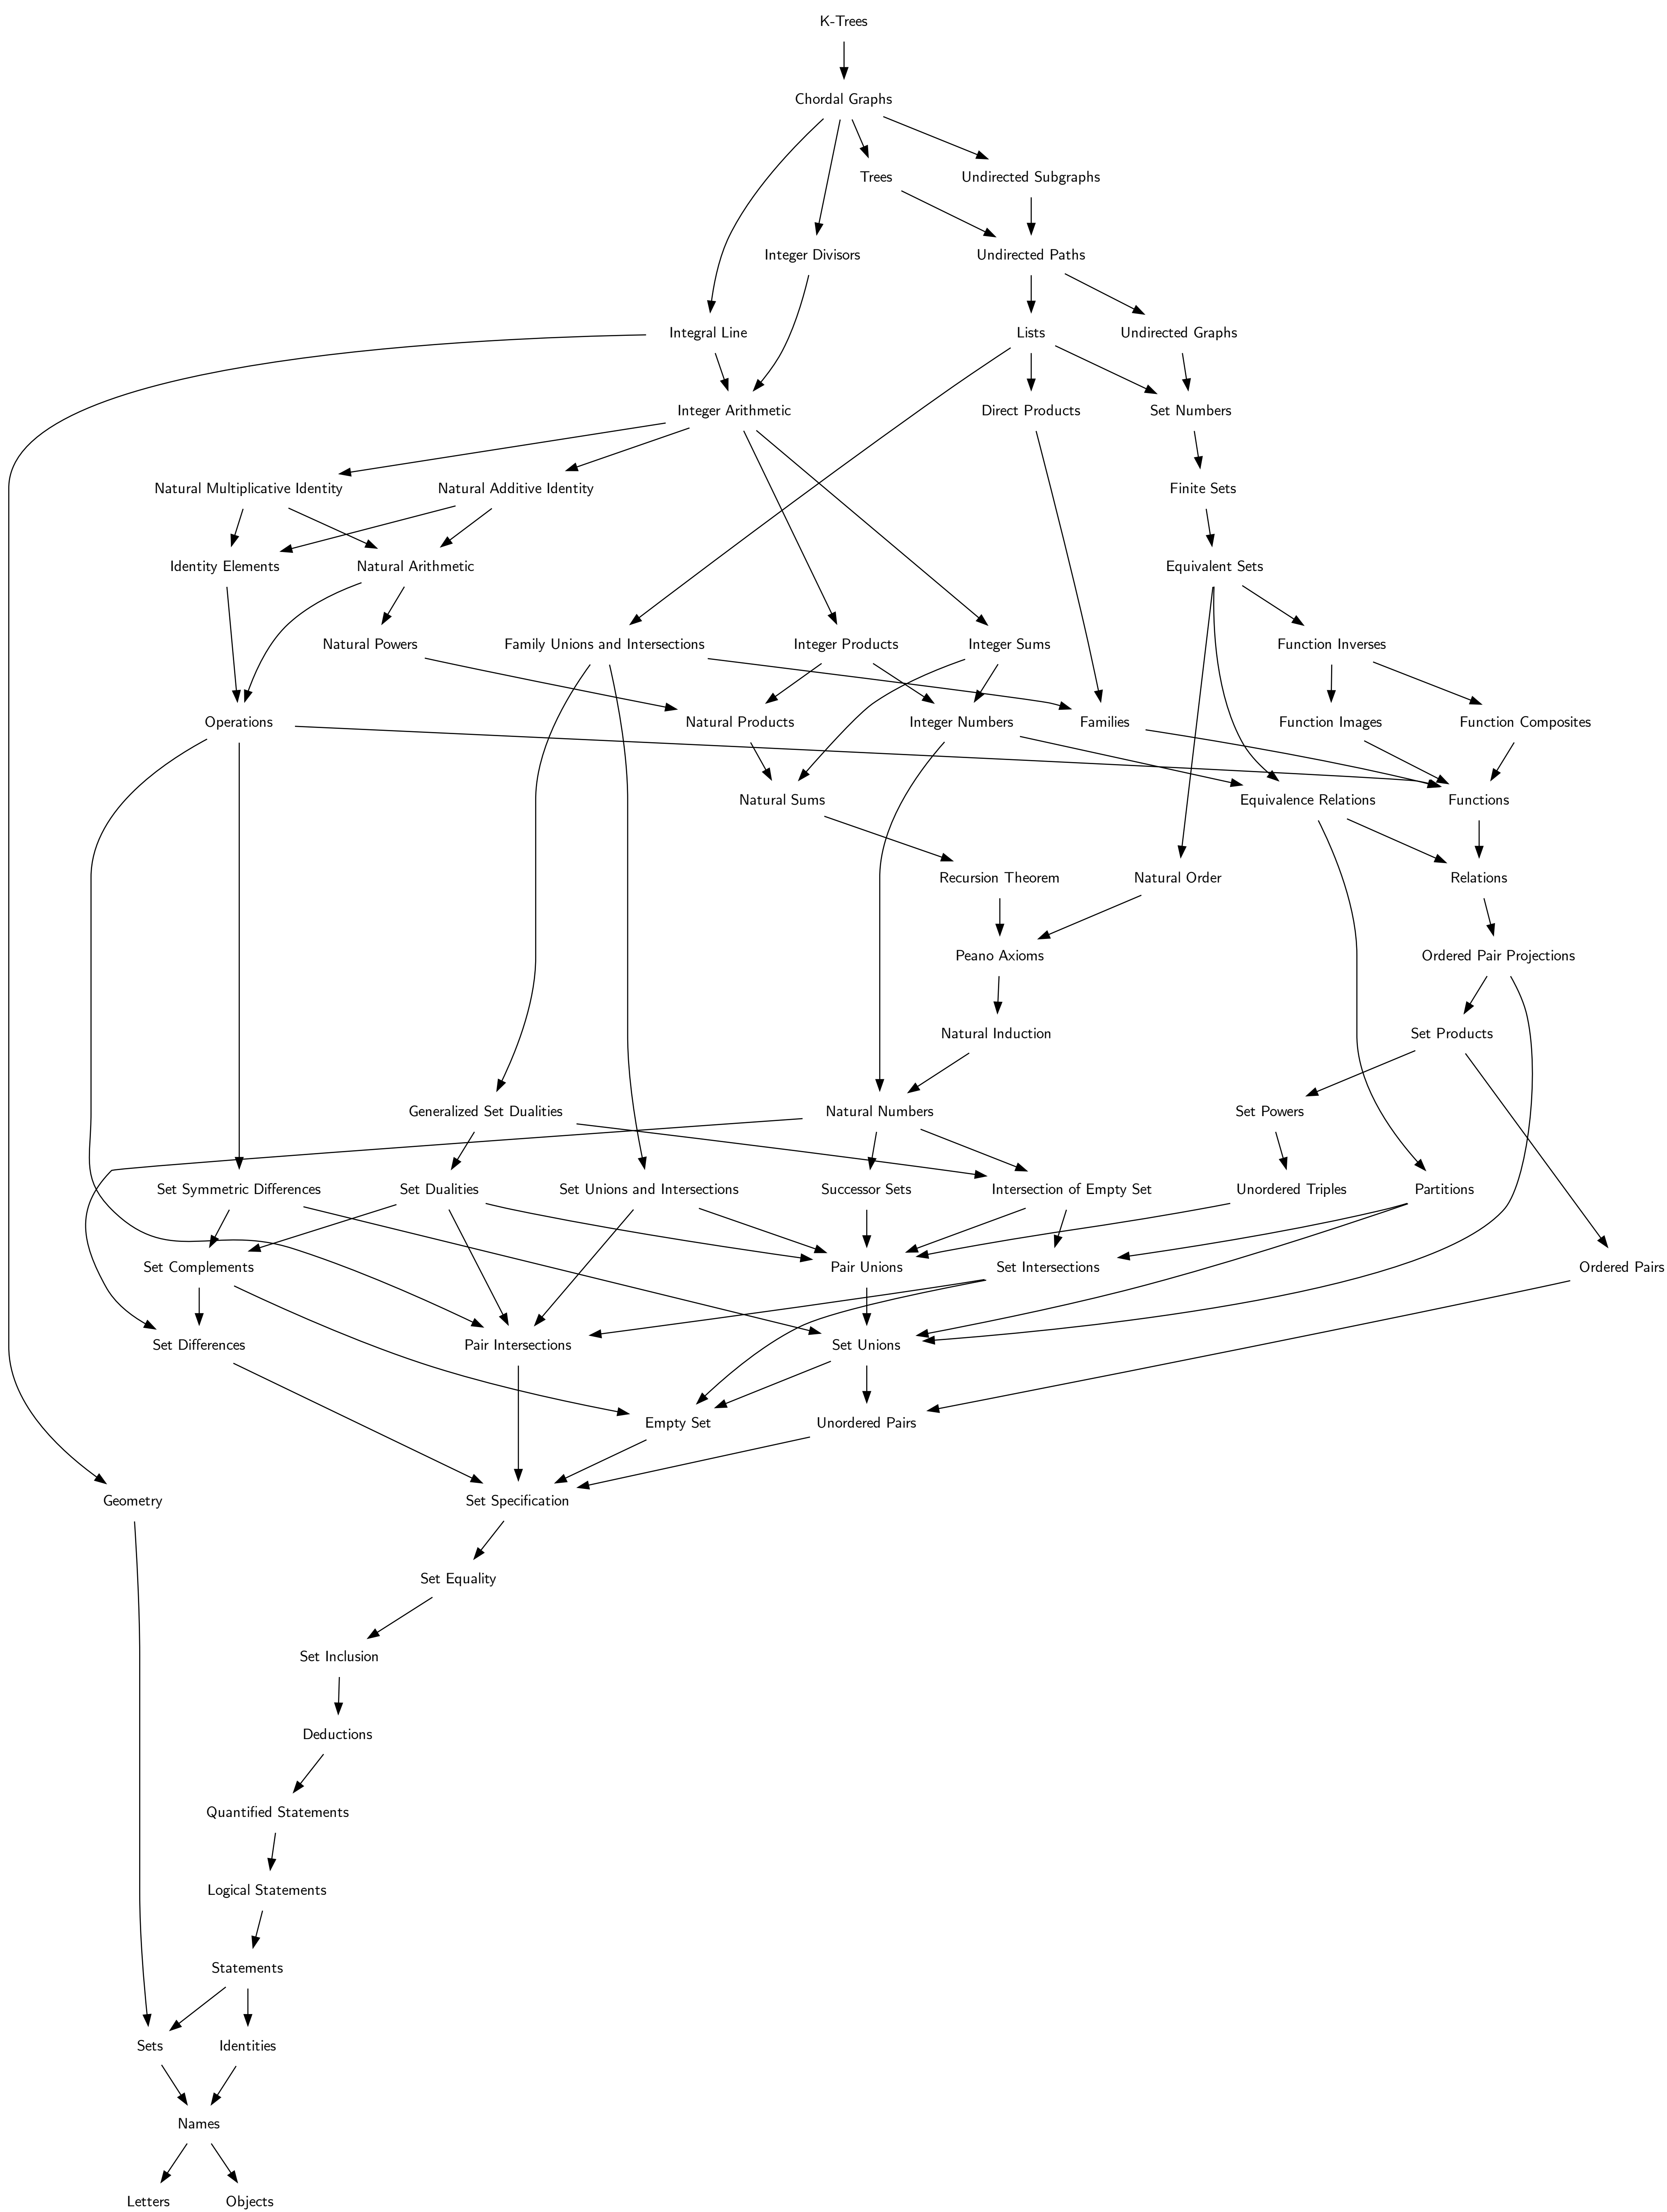 K-Trees
Chordal Graphs
Trees
Undirected Subgraphs
Integer Divisors
Undirected Paths
Integral Line
Lists
Undirected Graphs
Integer Arithmetic
Direct Products
Set Numbers
Natural Multiplicative Identity
Natural Additive Identity
Finite Sets
Identity Elements
Natural Arithmetic
Equivalent Sets
Natural Powers
Family Unions and Intersections
Integer Products
Integer Sums
Function Inverses
Operations
Natural Products
Integer Numbers
Families
Function Images
Function Composites
Natural Sums
Equivalence Relations
Functions
Recursion Theorem
Natural Order
Relations
Peano Axioms
Ordered Pair Projections
Natural Induction
Set Products
Generalized Set Dualities
Natural Numbers
Set Powers
Set Symmetric Differences
Set Dualities
Set Unions and Intersections
Successor Sets
Intersection of Empty Set
Unordered Triples
Partitions
Set Complements
Pair Unions
Set Intersections
Ordered Pairs
Set Differences
Pair Intersections
Set Unions
Empty Set
Unordered Pairs
Geometry
Set Specification
Set Equality
Set Inclusion
Deductions
Quantified Statements
Logical Statements
Statements
Sets
Identities
Names
Letters
Objects